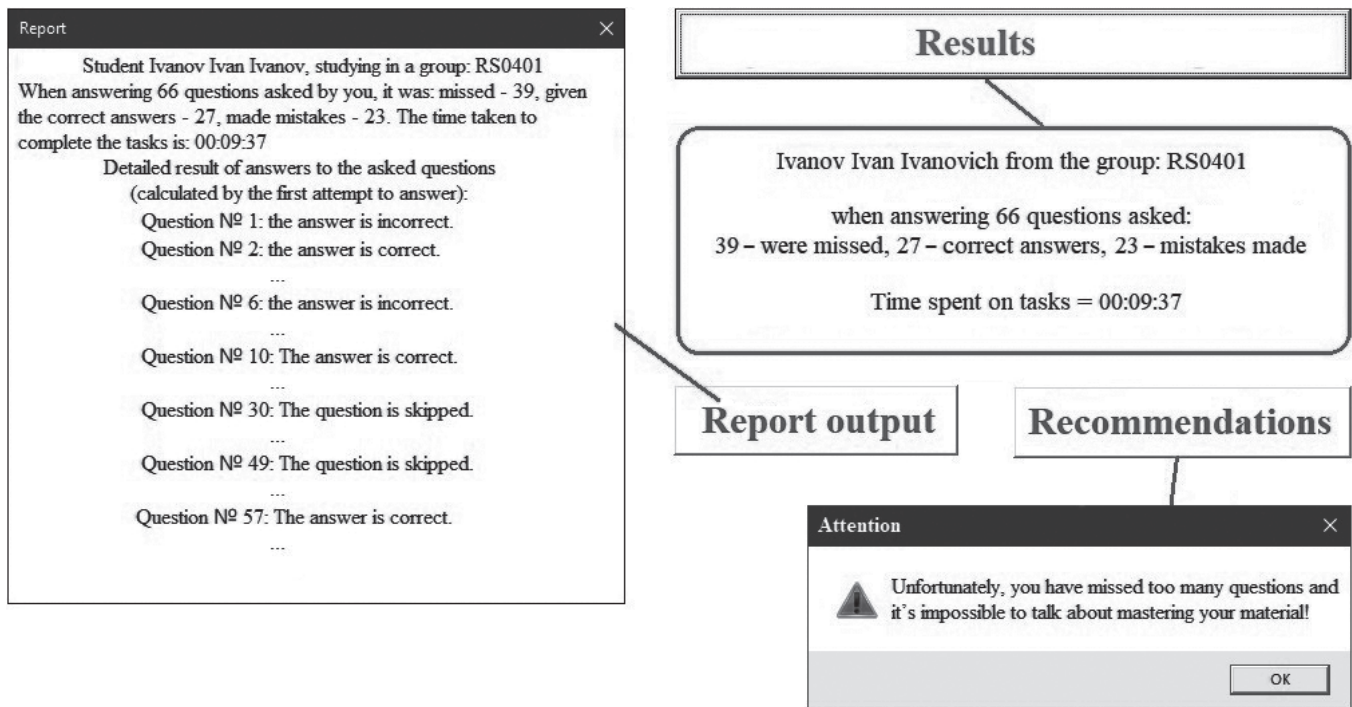 Report
Student Ivanov Ivan Ivanov, studying in a group: RS0401
When answering 66 questions asked by you, it was: missed - 39, given
the correct answers - 27, made mistakes - 23. The time taken to
complete the tasks is: 00:09:37
Detailed result of answers to the asked questions
(calculated by the first attempt to answer):
Question № 1: the answer is incorrect.
Question № 2: the answer is correct.
...
Question № 6: the answer is incorrect.
...
Question № 10: The answer is correct.
...
Question № 30: The question is skipped.
...
Question № 49: The question is skipped.
...
Question № 57: The answer is correct.
...
Results
Ivanov Ivan Ivanovich from the group: RS0401
when answering 66 questions asked:
39 – were missed, 27 – correct answers, 23 – mistakes made
Time spent on tasks = 00:09:37
Report output
Recommendations
Attention
Unfortunately, you have missed too many questions and
it's impossible to talk about mastering your material!
OK